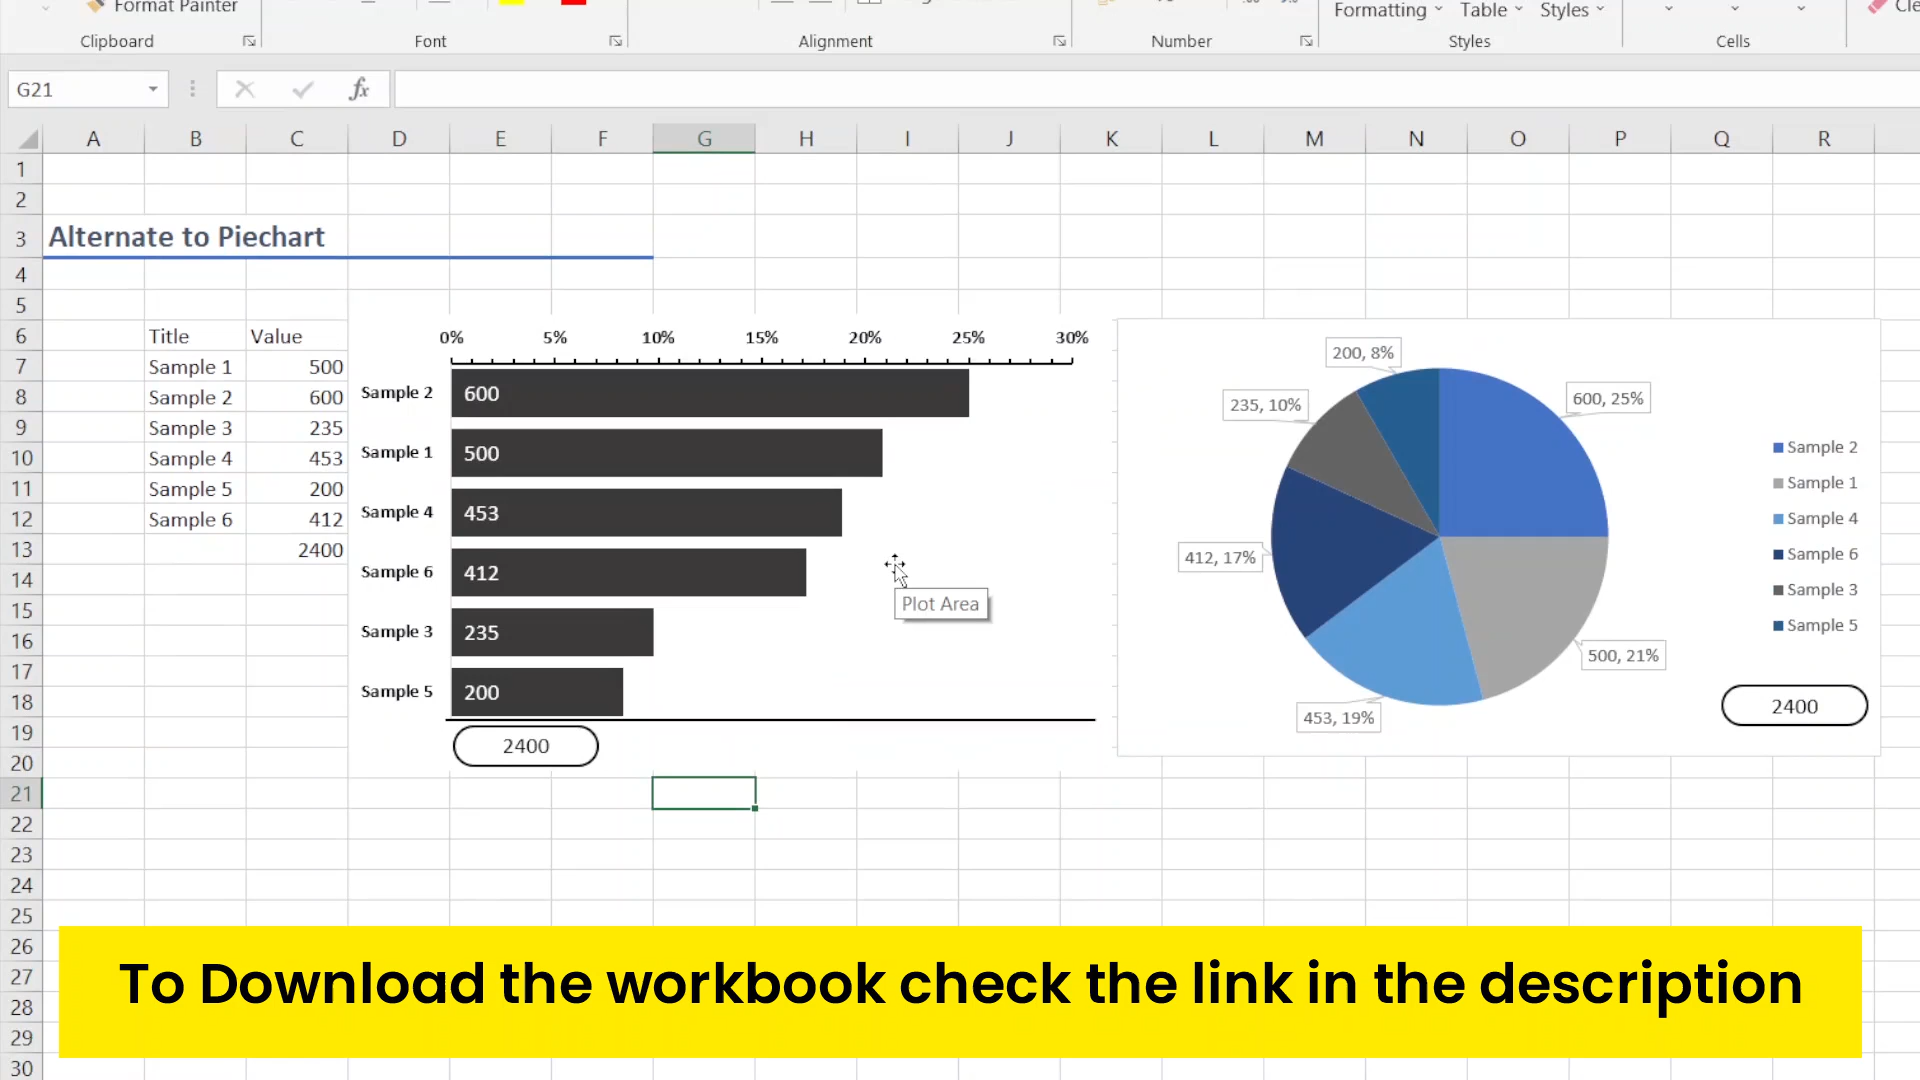 Format Painter
Formatting Table Styles
Clipboard Font Alignment Number Styles Cells
G21 fx
A B C D E F G H I J K L M N O P Q R
1
2
3 Alternate to Piechart
4
5
6 Title Value
7 Sample 1 500
8 Sample 2 600
9 Sample 3 235
10 Sample 4 453
11 Sample 5 200
12 Sample 6 412
13 2400
14
15
16
17
18
19
20
21
22
23
24
25
26
27
28
29
30
0% 5% 10% 15% 20% 25% 30%
Sample 2 600
Sample 1 500
Sample 4 453
Sample 6 412
Sample 3 235
Sample 5 200
2400
Plot Area
200, 8%
600, 25%
235, 10%
412, 17%
500, 21%
453, 19%
Sample 2
Sample 1
Sample 4
Sample 6
Sample 3
Sample 5
2400
To Download the workbook check the link in the description